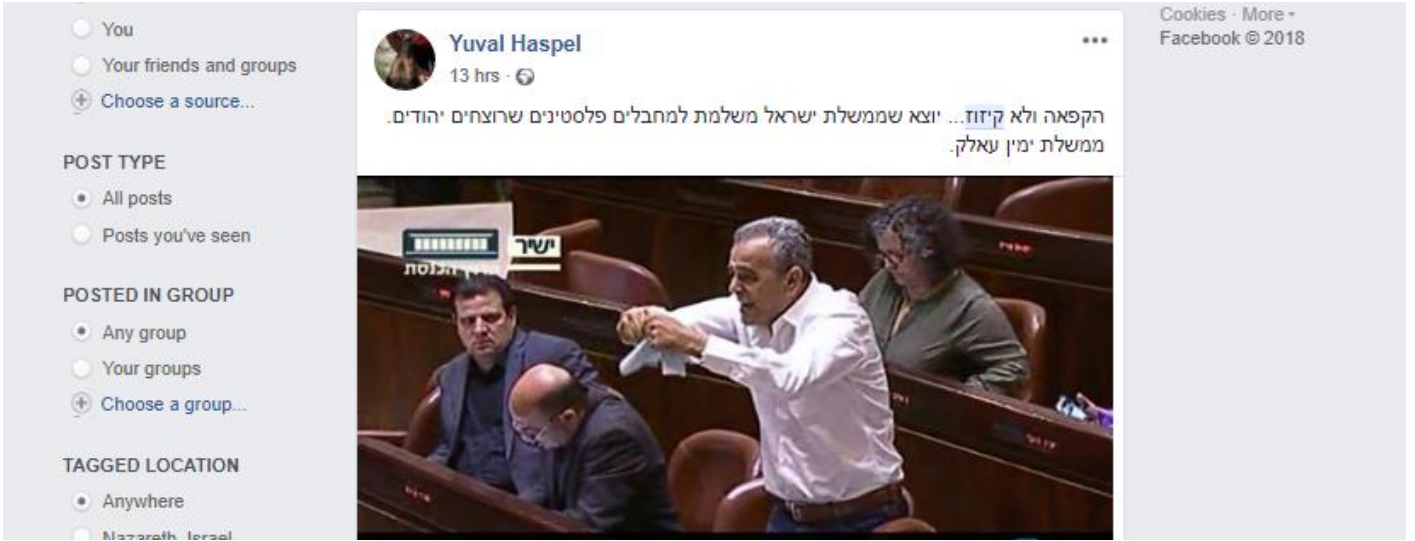 You
Your friends and groups
Choose a source...
POST TYPE
All posts
Posts you've seen
POSTED IN GROUP
Any group
Your groups
Choose a group...
TAGGED LOCATION
Anywhere
Nazareth, Israel
Yuval Haspel
13 hrs ·
הקפאה ולא קיזוז... יוצא שממשלת ישראל משלמת למחבלים פלסטינים שרוצחים יהודים.
ממשלת ימין עאלק.
ישיר
הכנסת
Cookies · More
Facebook © 2018